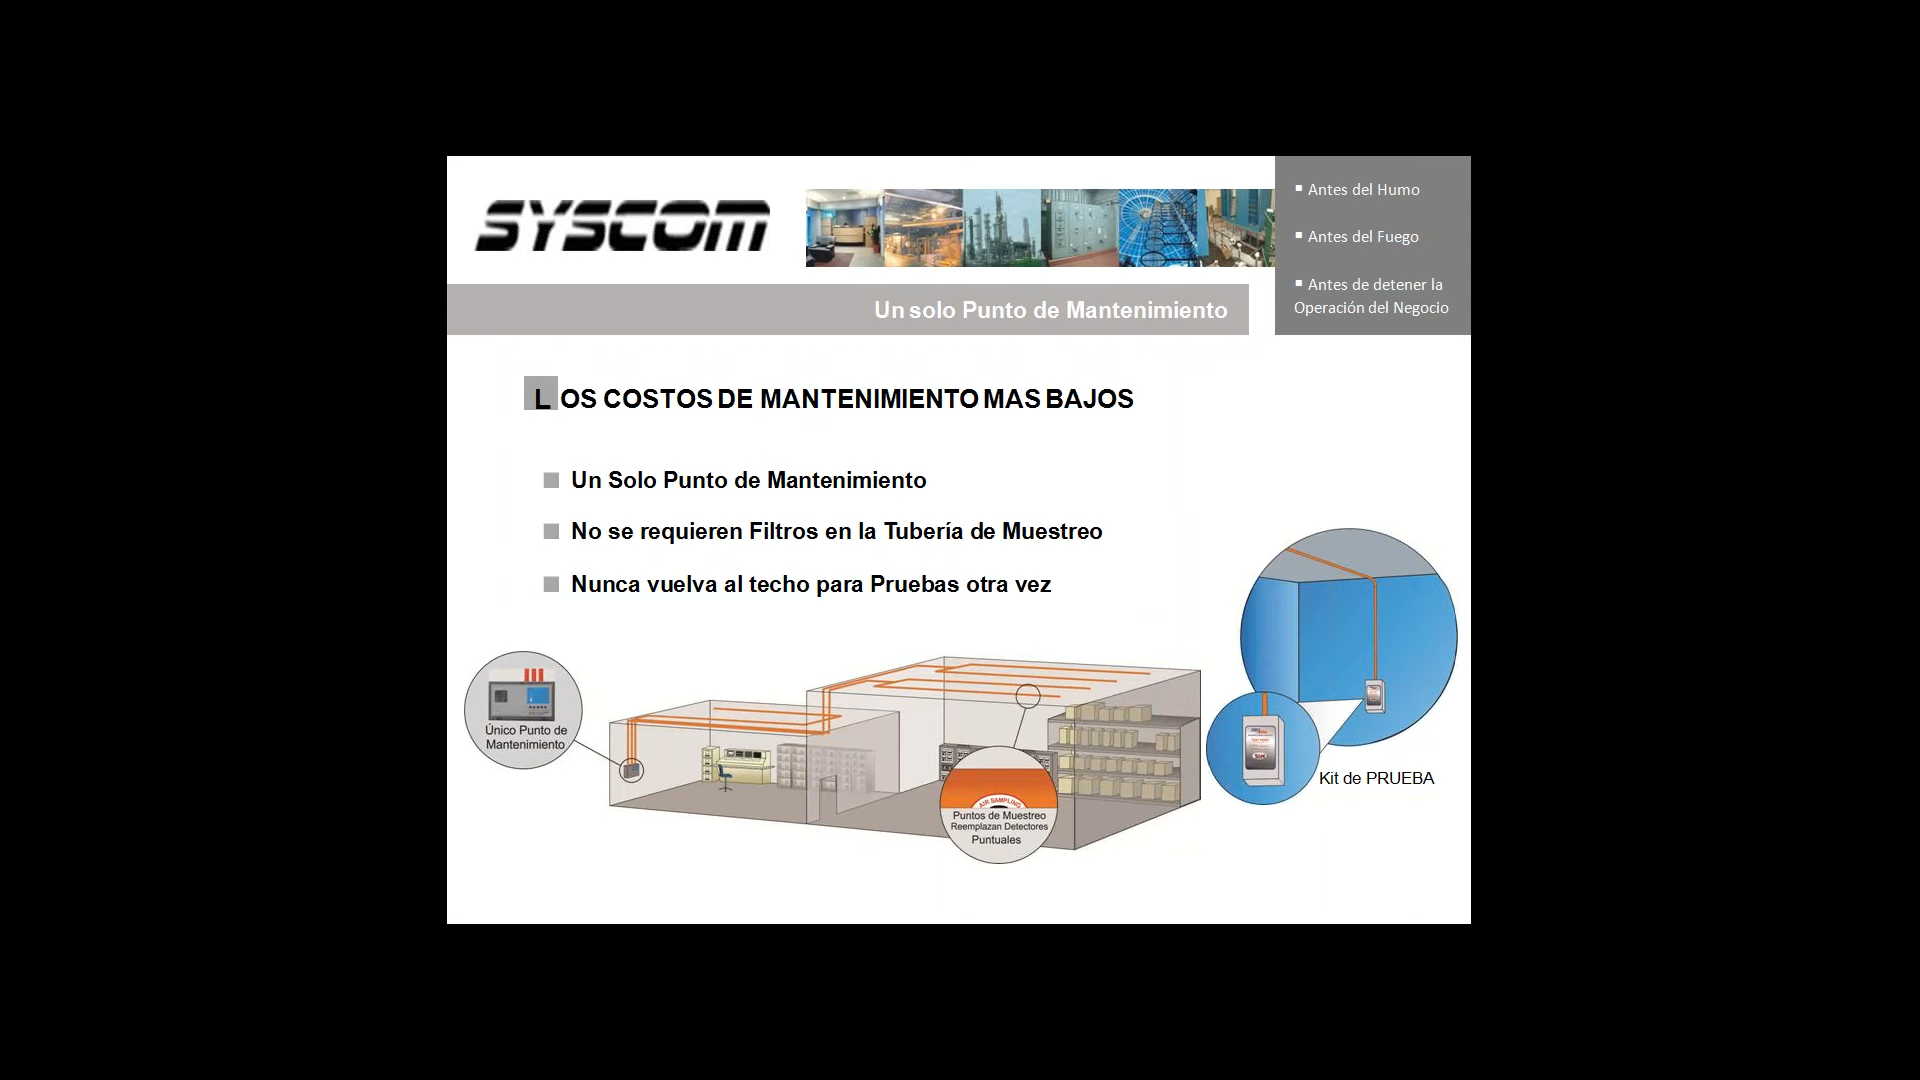 SYSCOM
Antes del Humo
Antes del Fuego
Antes de detener la
Operación del Negocio
Un solo Punto de Mantenimiento
LOS COSTOS DE MANTENIMIENTO MAS BAJOS
Un Solo Punto de Mantenimiento
No se requieren Filtros en la Tubería de Muestreo
Nunca vuelva al techo para Pruebas otra vez
Único Punto de
Mantenimiento
AIR SAMPLING
Puntos de Muestreo
Reemplazan Detectores
Puntuales
Kit de PRUEBA